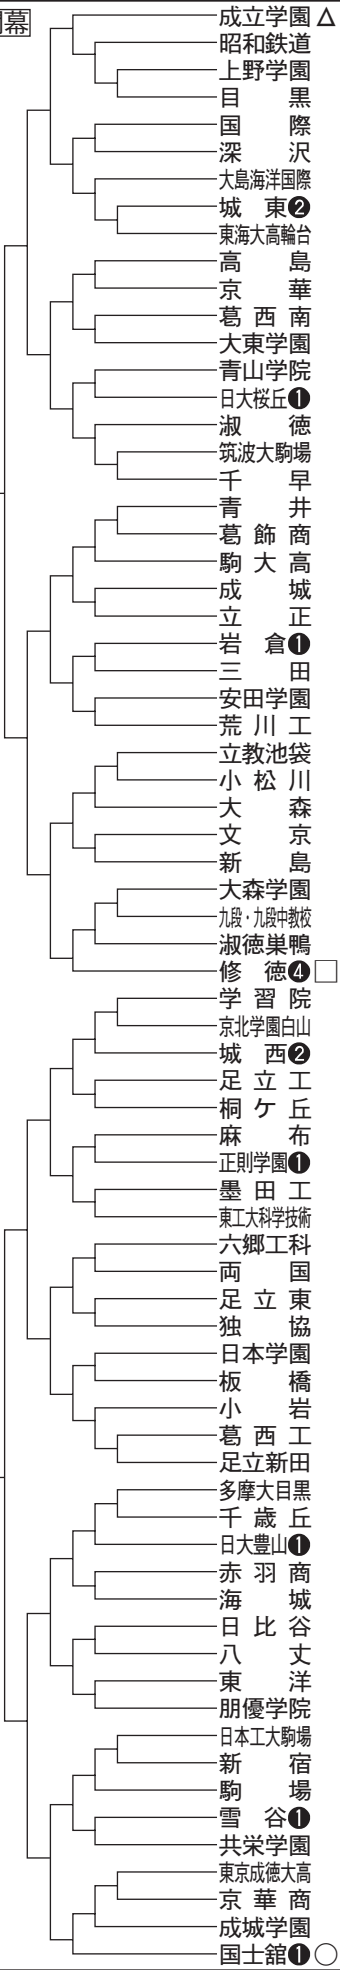 幕
成立学園 △
昭和鉄道
上野学園
目黒
国際
深沢
大島海洋国際
城東❷
東海大高輪台
高島
京華
葛西南
大東学園
青山学院
日大桜丘❶
淑徳
筑波大駒場
千早
青井
葛飾商
駒大高
成城
立正
岩倉❶
三田
安田学園
荒川工
立教池袋
小松川
大森
文京
新島
大森学園
九段・九段中教校
淑徳巣鴨
修徳❹ □
学習院
京北学園白山
城西❷
足立工
桐ケ丘
麻布
正則学園❶
墨田工
東工大科学技術
六郷工科
両国
足立東
独協
日本学園
板橋
小岩
葛西工
足立新田
多摩大目黒
千歳丘
日大豊山❶
赤羽商
海城
日比谷
八丈
東洋
朋優学院
日本工大駒場
新宿
駒場
雪谷❶
共栄学園
東京成徳大高
京華商
成城学園
国士舘❶ ○